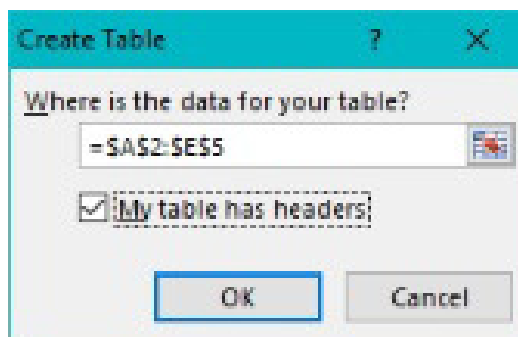 Create Table ? X
Where is the data for your table?
=$A$2:$E$5
My table has headers
OK Cancel